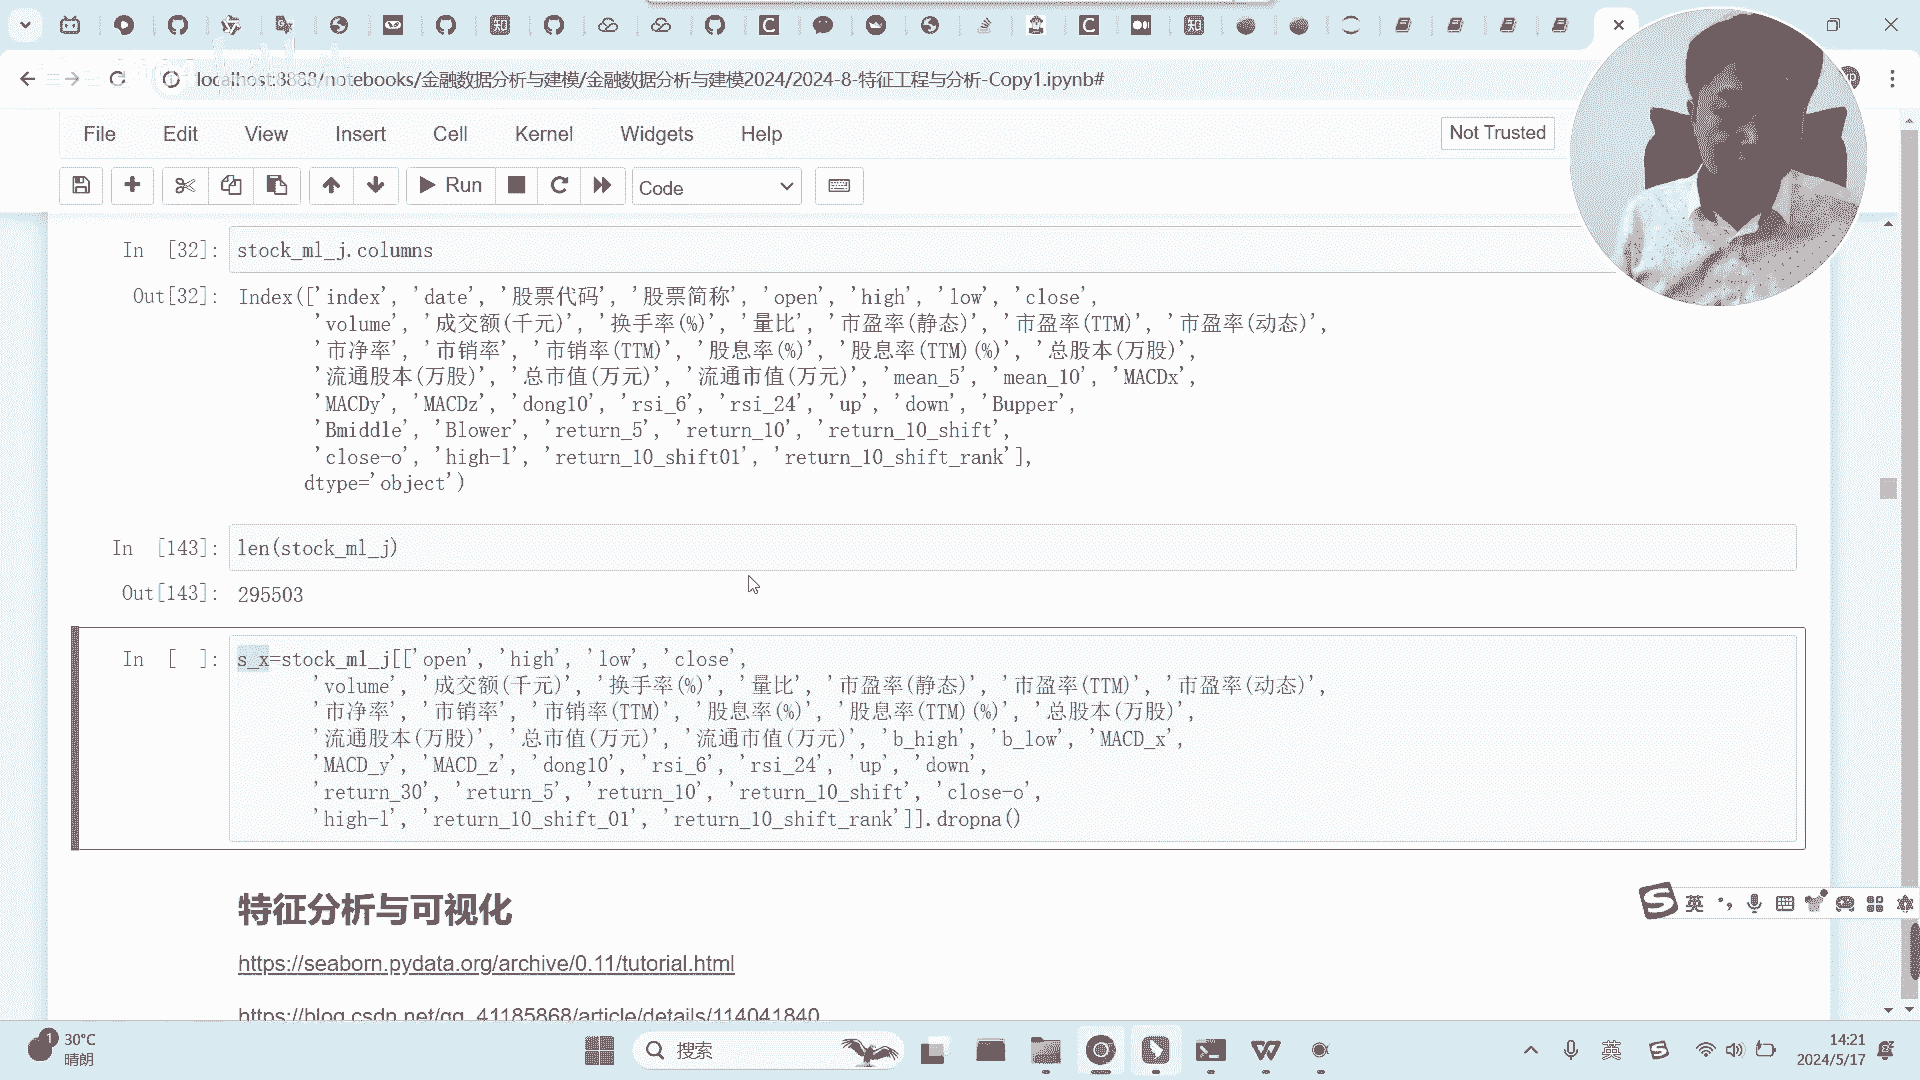 localhost:8888/notebooks/金融数据分析与建模/金融数据分析与建模2024/2024-8-特征工程与分析-Copy1.ipynb#
File Edit View Insert Cell Kernel Widgets Help
Not Trusted
Run
Code
In [32]: stock_ml_j.columns
Out[32]: Index(['index', 'date', '股票代码', '股票简称', 'open', 'high', 'low', 'close',
'volume', '成交额(千元)', '换手率(%)', '量比', '市盈率(静态)', '市盈率(TTM)', '市盈率(动态)',
'市净率', '市销率', '市销率(TTM)', '股息率(%)', '股息率(TTM)(%)', '总股本(万股)',
'流通股本(万股)', '总市值(万元)', '流通市值(万元)', 'mean_5', 'mean_10', 'MACDx',
'MACDy', 'MACDz', 'dong10', 'rsi_6', 'rsi_24', 'up', 'down', 'Bupper',
'Bmiddle', 'Blower', 'return_5', 'return_10', 'return_10_shift',
'close-o', 'high-l', 'return_10_shift01', 'return_10_shift_rank'],
dtype='object')
In [143]: len(stock_ml_j)
Out[143]: 295503
In [ ]: s_x=stock_ml_j[['open', 'high', 'low', 'close',
'volume', '成交额(千元)', '换手率(%)', '量比', '市盈率(静态)', '市盈率(TTM)', '市盈率(动态)',
'市净率', '市销率', '市销率(TTM)', '股息率(%)', '股息率(TTM)(%)', '总股本(万股)',
'流通股本(万股)', '总市值(万元)', '流通市值(万元)', 'b_high', 'b_low', 'MACD_x',
'MACD_y', 'MACD_z', 'dong10', 'rsi_6', 'rsi_24', 'up', 'down',
'return_30', 'return_5', 'return_10', 'return_10_shift', 'close-o',
'high-l', 'return_10_shift_01', 'return_10_shift_rank']].dropna()
特征分析与可视化
https://seaborn.pydata.org/archive/0.11/tutorial.html
https://blog.csdn.net/qq_41185868/article/details/114041840
英
1
30°C
晴朗
搜索
英
14:21
2024/5/17